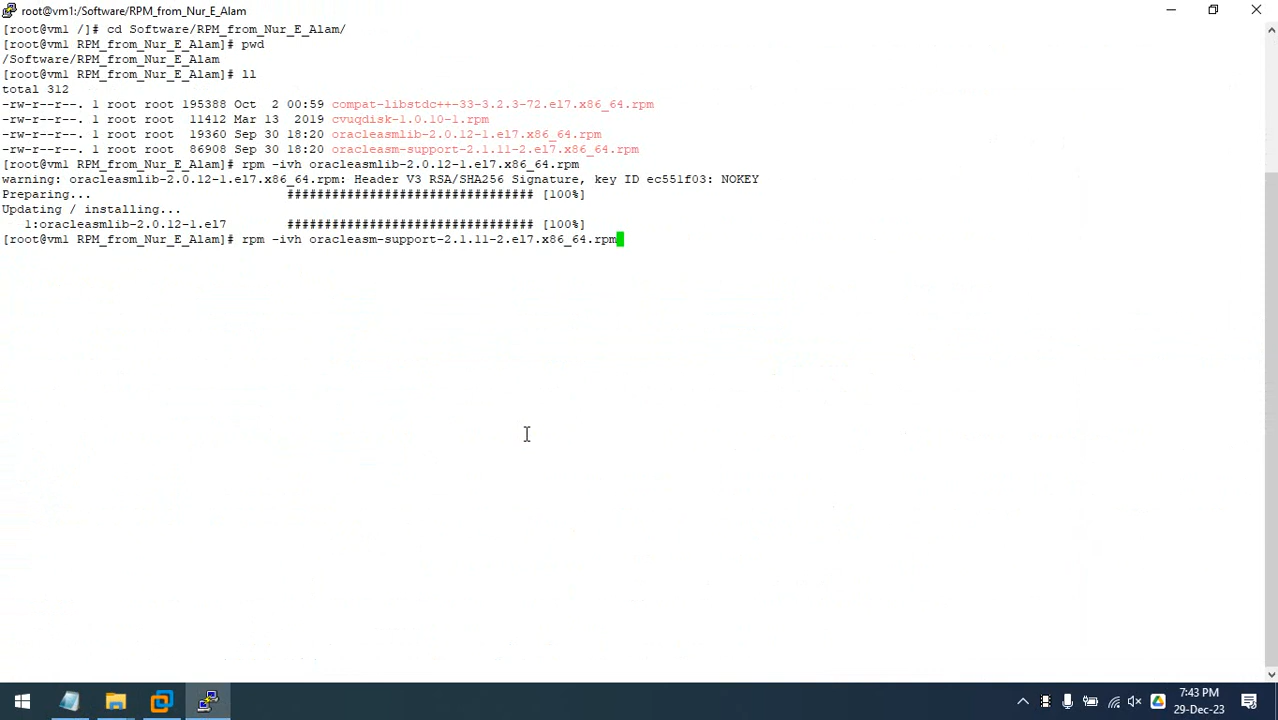 root@vm1:/Software/RPM_from_Nur_E_Alam
[root@vm1 /]# cd Software/RPM_from_Nur_E_Alam/
[root@vm1 RPM_from_Nur_E_Alam]# pwd
/Software/RPM_from_Nur_E_Alam
[root@vm1 RPM_from_Nur_E_Alam]# ll
total 312
-rw-r--r--. 1 root root 195388 Oct  2 00:59 compat-libstdc++-33-3.2.3-72.el7.x86_64.rpm
-rw-r--r--. 1 root root  11412 Mar 13  2019 cvuqdisk-1.0.10-1.rpm
-rw-r--r--. 1 root root  19360 Sep 30 18:20 oracleasmlib-2.0.12-1.el7.x86_64.rpm
-rw-r--r--. 1 root root  86908 Sep 30 18:20 oracleasm-support-2.1.11-2.el7.x86_64.rpm
[root@vm1 RPM_from_Nur_E_Alam]# rpm -ivh oracleasmlib-2.0.12-1.el7.x86_64.rpm
warning: oracleasmlib-2.0.12-1.el7.x86_64.rpm: Header V3 RSA/SHA256 Signature, key ID ec551f03: NOKEY
Preparing...                          ################################# [100%]
Updating / installing...
   1:oracleasmlib-2.0.12-1.el7        ################################# [100%]
[root@vm1 RPM_from_Nur_E_Alam]# rpm -ivh oracleasm-support-2.1.11-2.el7.x86_64.rpm
7:43 PM
29-Dec-23